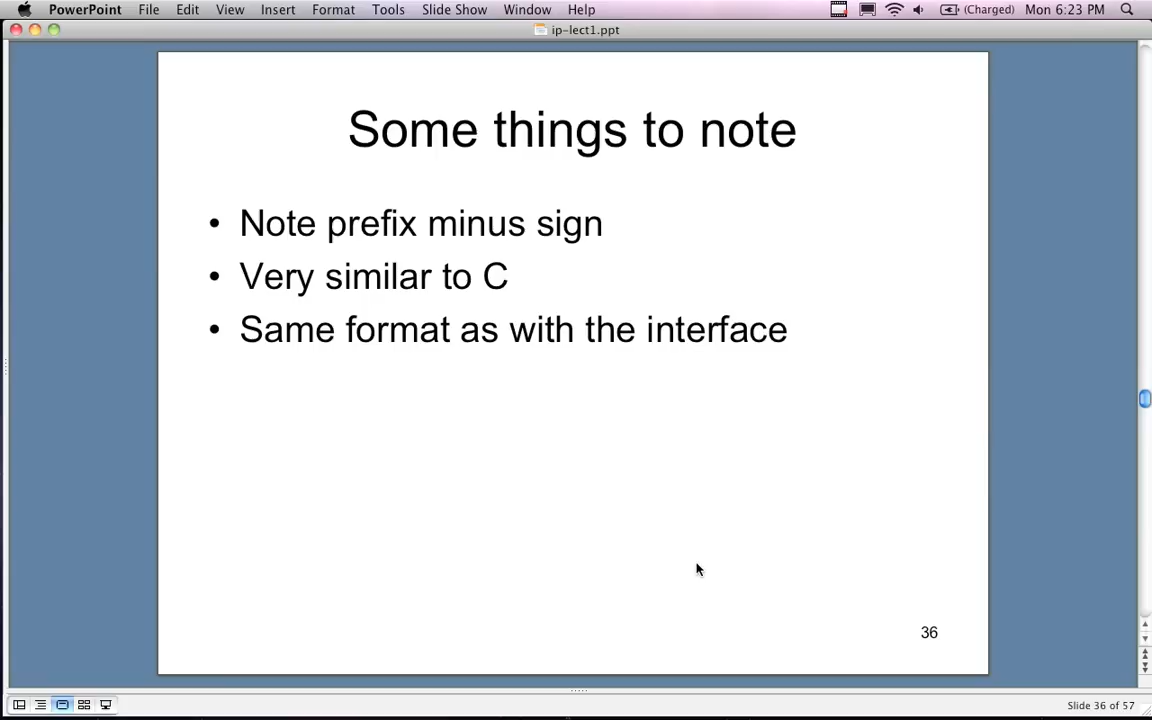 PowerPoint File Edit View Insert Format Tools Slide Show Window Help (Charged) Mon 6:23 PM
ip-lect1.ppt
Some things to note
• Note prefix minus sign
• Very similar to C
• Same format as with the interface
36
Slide 36 of 57